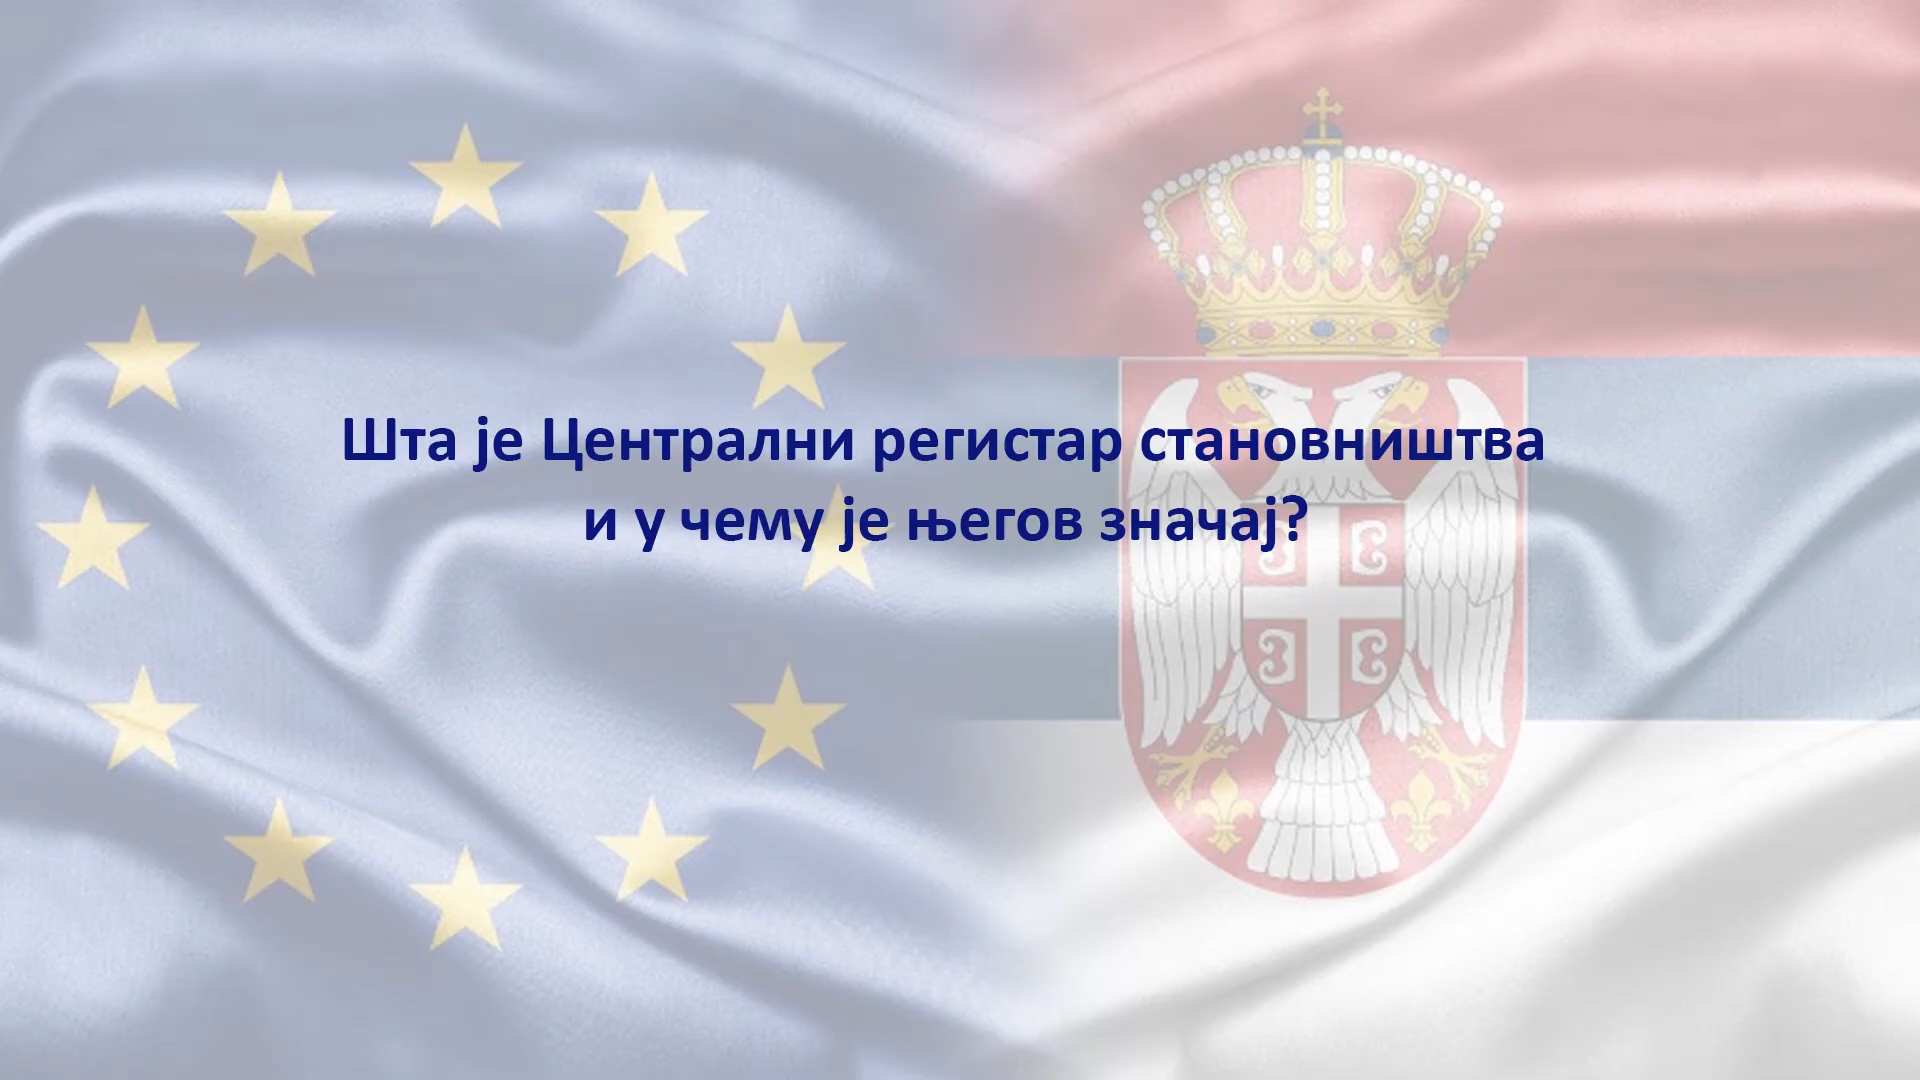 Шта је Централни регистар становништва
и у чему је његов значај?